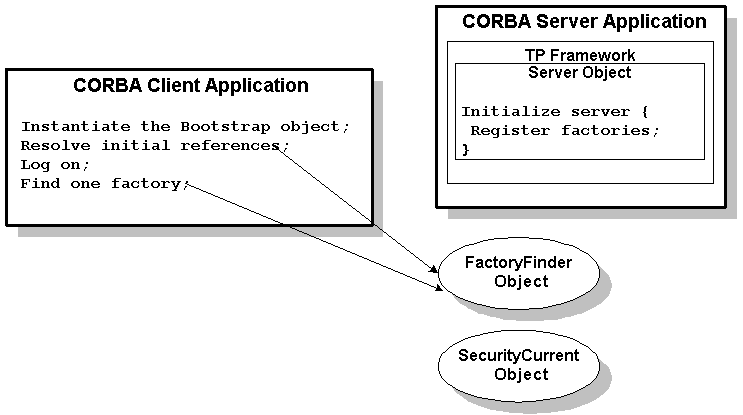 CORBA Client Application
Instantiate the Bootstrap object;
Resolve initial references;
Log on;
Find one factory;
CORBA Server Application
TP Framework
Server Object
Initialize server {
Register factories;
}
FactoryFinder
Object
SecurityCurrent
Object